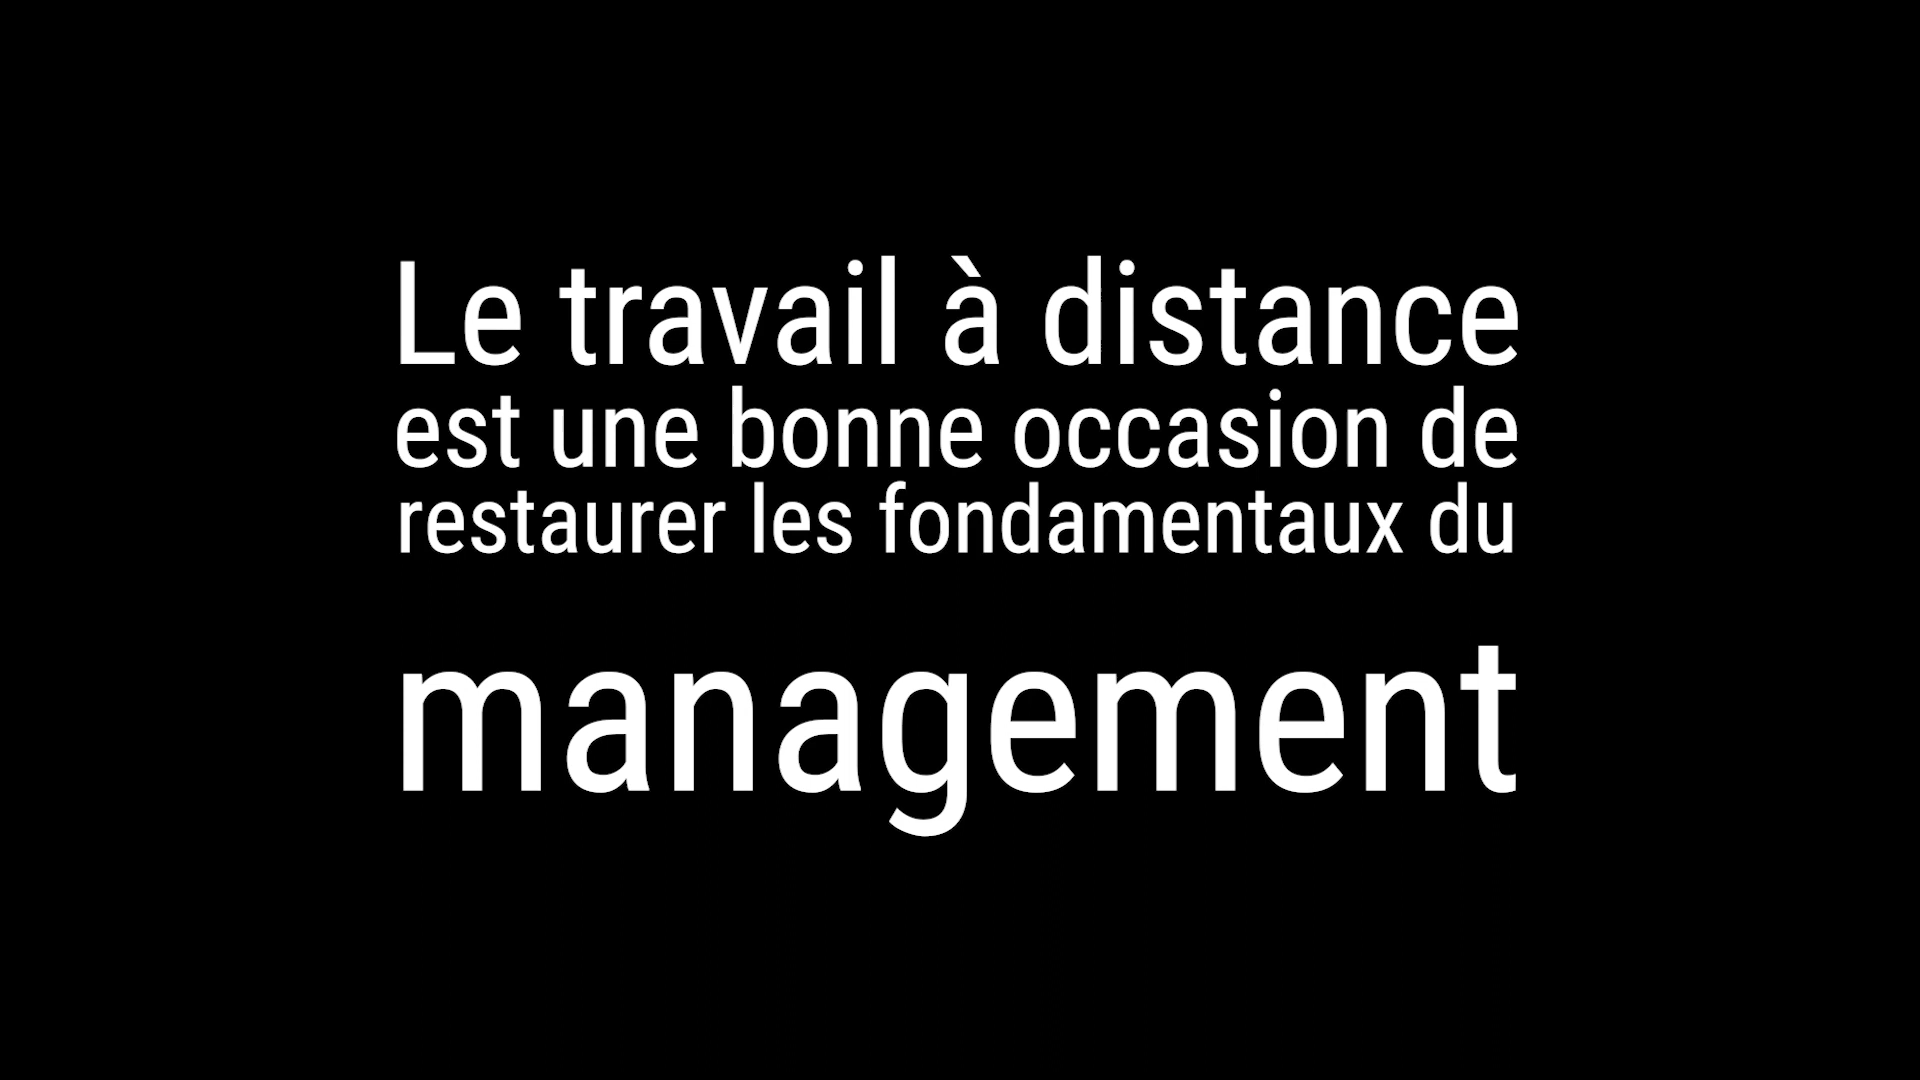 Le travail à distance
est une bonne occasion de
restaurer les fondamentaux du
management